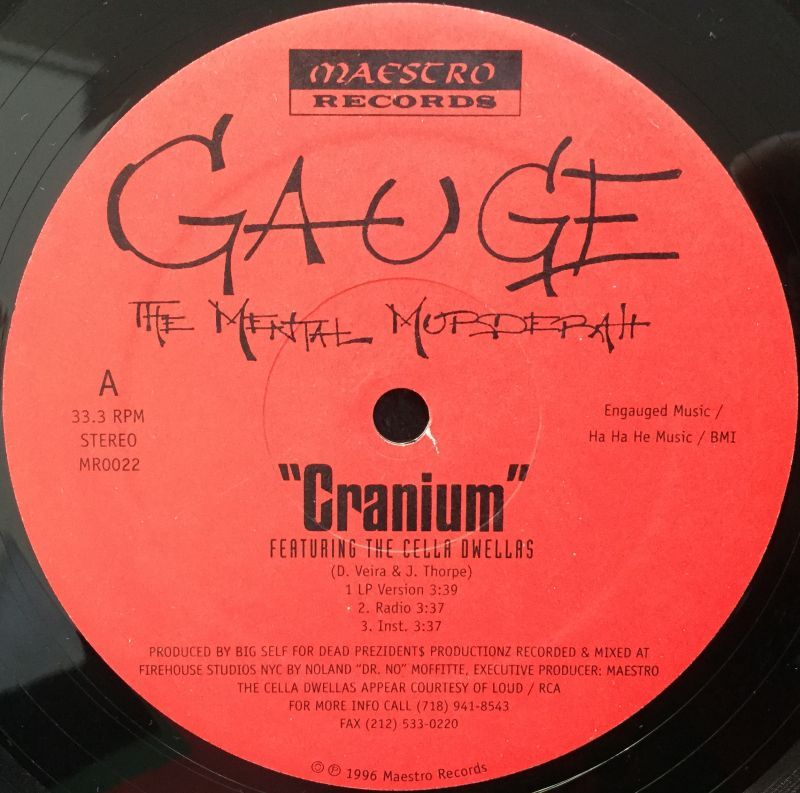 MAESTRO
RECORDS
GAUGE
THE MENTAL MURDERAH
A
33.3 RPM
STEREO
MR0022
Engauged Music /
Ha Ha He Music / BMI
"Cranium"
FEATURING THE CELLA DWELLAS
(D. Veira & J. Thorpe)
1 LP Version 3:39
2. Radio 3:37
3. Inst. 3:37
PRODUCED BY BIG SELF FOR DEAD PREZIDENT$ PRODUCTIONZ RECORDED & MIXED AT
FIREHOUSE STUDIOS NYC BY NOLAND "DR. NO" MOFFITTE, EXECUTIVE PRODUCER: MAESTRO
THE CELLA DWELLAS APPEAR COURTESY OF LOUD / RCA
FOR MORE INFO CALL (718) 941-8543
FAX (212) 533-0220
© ℗ 1996 Maestro Records